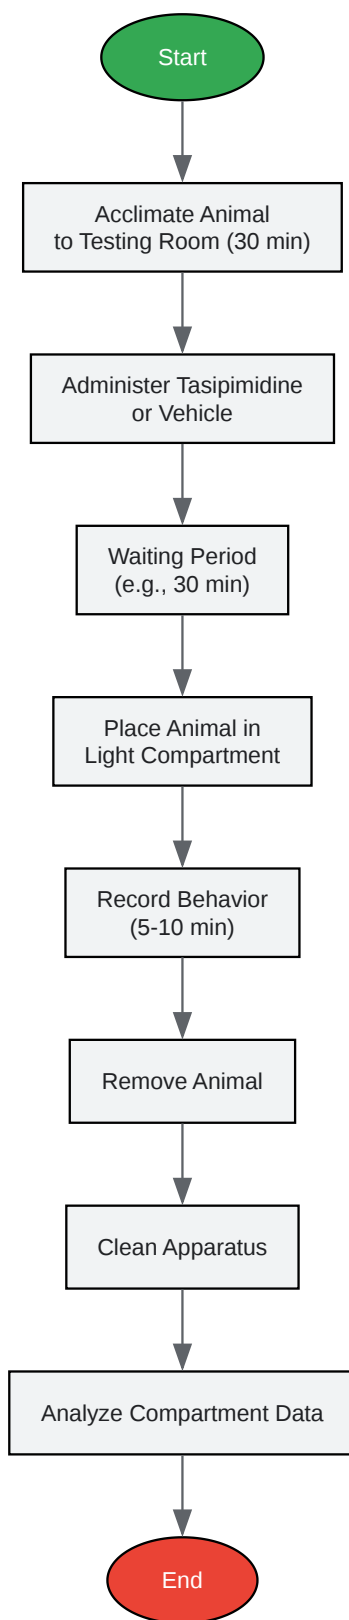 Start
Acclimate Animal
to Testing Room (30 min)
Administer Tasipimidine
or Vehicle
Waiting Period
(e.g., 30 min)
Place Animal in
Light Compartment
Record Behavior
(5-10 min)
Remove Animal
Clean Apparatus
Analyze Compartment Data
End